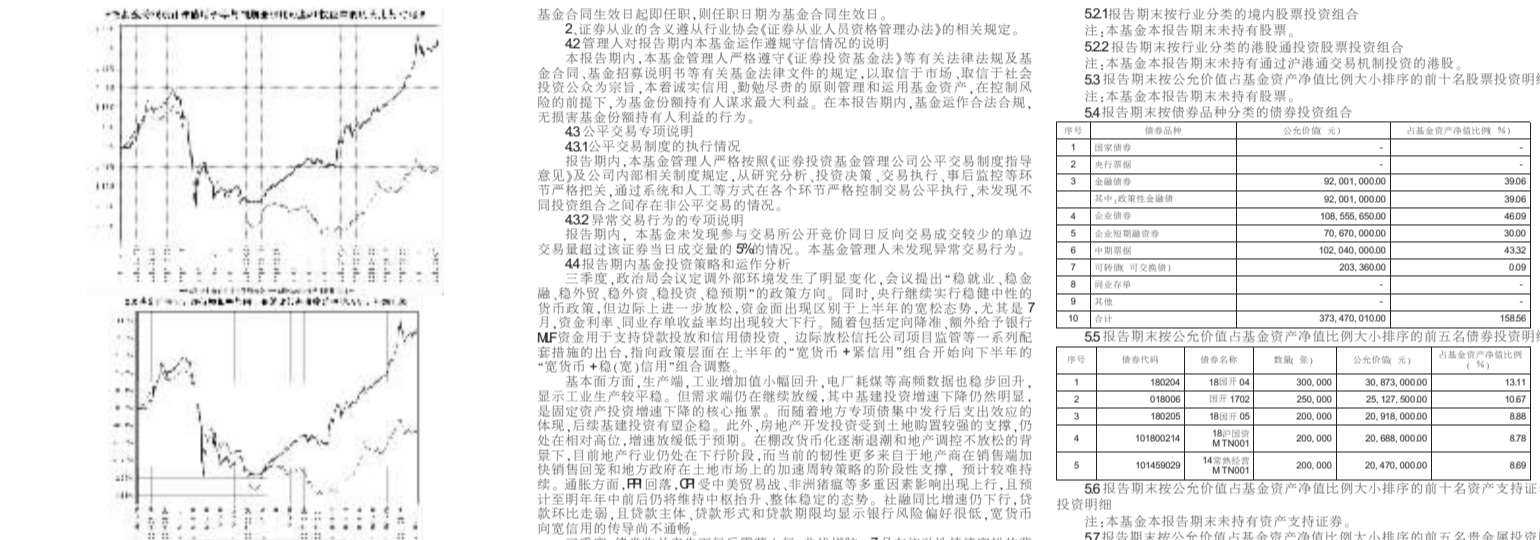 基金合同生效日起即任职,则任职日期为基金合同生效日。
2、证券从业的含义遵从行业协会《证券从业人员资格管理办法》的相关规定。
4.2管理人对报告期内本基金运作遵规守信情况的说明
本报告期内,本基金管理人严格遵守《证券投资基金法》等有关法律法规及基
金合同、基金招募说明书等有关基金法律文件的规定,以取信于市场、取信于社会
投资公众为宗旨,本着诚实信用、勤勉尽责的原则管理和运用基金资产,在控制风
险的前提下,为基金份额持有人谋求最大利益。在本报告期内,基金运作合法合规,
无损害基金份额持有人利益的行为。
4.3公平交易专项说明
4.3.1公平交易制度的执行情况
报告期内,本基金管理人严格按照《证券投资基金管理公司公平交易制度指导
意见》及公司内部相关制度规定,从研究分析、投资决策、交易执行、事后监控等环
节严格把关,通过系统和人工等方式在各个环节严格控制交易公平执行,未发现不
同投资组合之间存在非公平交易的情况。
4.3.2异常交易行为的专项说明
报告期内,本基金未发现参与交易所公开竞价同日反向交易成交较少的单边
交易量超过该证券当日成交量的5%的情况。本基金管理人未发现异常交易行为。
4.4报告期内基金投资策略和运作分析
三季度,政治局会议定调外部环境发生了明显变化,会议提出“稳就业、稳金
融、稳外贸、稳外资、稳投资、稳预期”的政策方向。同时,央行继续实行稳健中性的
货币政策,但边际上进一步放松,资金面出现区别于上半年的宽松态势,尤其是7
月,资金利率、同业存单收益率均出现较大下行。随着包括定向降准、额外给予银行
MLF资金用于支持贷款投放和信用债投资、边际放松信托公司项目监管等一系列配
套措施的出台,指向政策层面在上半年的“宽货币+紧信用”组合开始向下半年的
“宽货币+稳(宽)信用”组合调整。
基本面方面,生产端,工业增加值小幅回升,电厂耗煤等高频数据也稳步回升,
显示工业生产较平稳。但需求端仍在继续放缓,其中基建投资增速下降仍然明显,
是固定资产投资增速下降的核心拖累。而随着地方专项债集中发行后支出效应的
体现,后续基建投资有望企稳。此外,房地产开发投资受到土地购置较强的支撑,仍
处在相对高位,增速放缓低于预期。在棚改货币化逐渐退潮和地产调控不放松的背
景下,目前地产行业仍处在下行阶段,而当前的韧性更多来自于地产商在销售端加
快销售回笼和地方政府在土地市场上的加速周转策略的阶段性支撑,预计较难持
续。通胀方面,PPI回落,CPI受中美贸易战、非洲猪瘟等多重因素影响出现上行,且预
计至明年年中前后仍将维持中枢抬升、整体稳定的态势。社融同比增速仍下行,贷
款环比走弱,且贷款主体、贷款形式和贷款期限均显示银行风险偏好很低,宽货币
向宽信用的传导尚不通畅。
5.2.1报告期末按行业分类的境内股票投资组合
注:本基金本报告期末未持有股票。
5.2.2报告期末按行业分类的港股通投资股票投资组合
注:本基金本报告期末未持有通过沪港通交易机制投资的港股。
5.3报告期末按公允价值占基金资产净值比例大小排序的前十名股票投资明细
注:本基金本报告期末未持有股票。
5.4报告期末按债券品种分类的债券投资组合
序号 债券品种 公允价值(元) 占基金资产净值比例(%)
1 国家债券 - -
2 央行票据 - -
3 金融债券 92,001,000.00 39.06
其中:政策性金融债 92,001,000.00 39.06
4 企业债券 108,555,650.00 46.09
5 企业短期融资券 70,670,000.00 30.00
6 中期票据 102,040,000.00 43.32
7 可转债(可交换债) 203,360.00 0.09
8 同业存单 - -
9 其他 - -
10 合计 373,470,010.00 158.56
5.5报告期末按公允价值占基金资产净值比例大小排序的前五名债券投资明细
序号 债券代码 债券名称 数量(张) 公允价值(元) 占基金资产净值比例
(%)
1 180204 18国开04 300,000 30,873,000.00 13.11
2 018006 国开1702 250,000 25,127,500.00 10.67
3 180205 18国开05 200,000 20,918,000.00 8.88
4 101800214 18沪国资
MTN001 200,000 20,688,000.00 8.78
5 101459029 14常熟经营
MTN001 200,000 20,470,000.00 8.69
5.6报告期末按公允价值占基金资产净值比例大小排序的前十名资产支持证
投资明细
注:本基金本报告期末未持有资产支持证券。
5.7报告期末按公允价值占基金资产净值比例大小排序的前五名贵金属投资